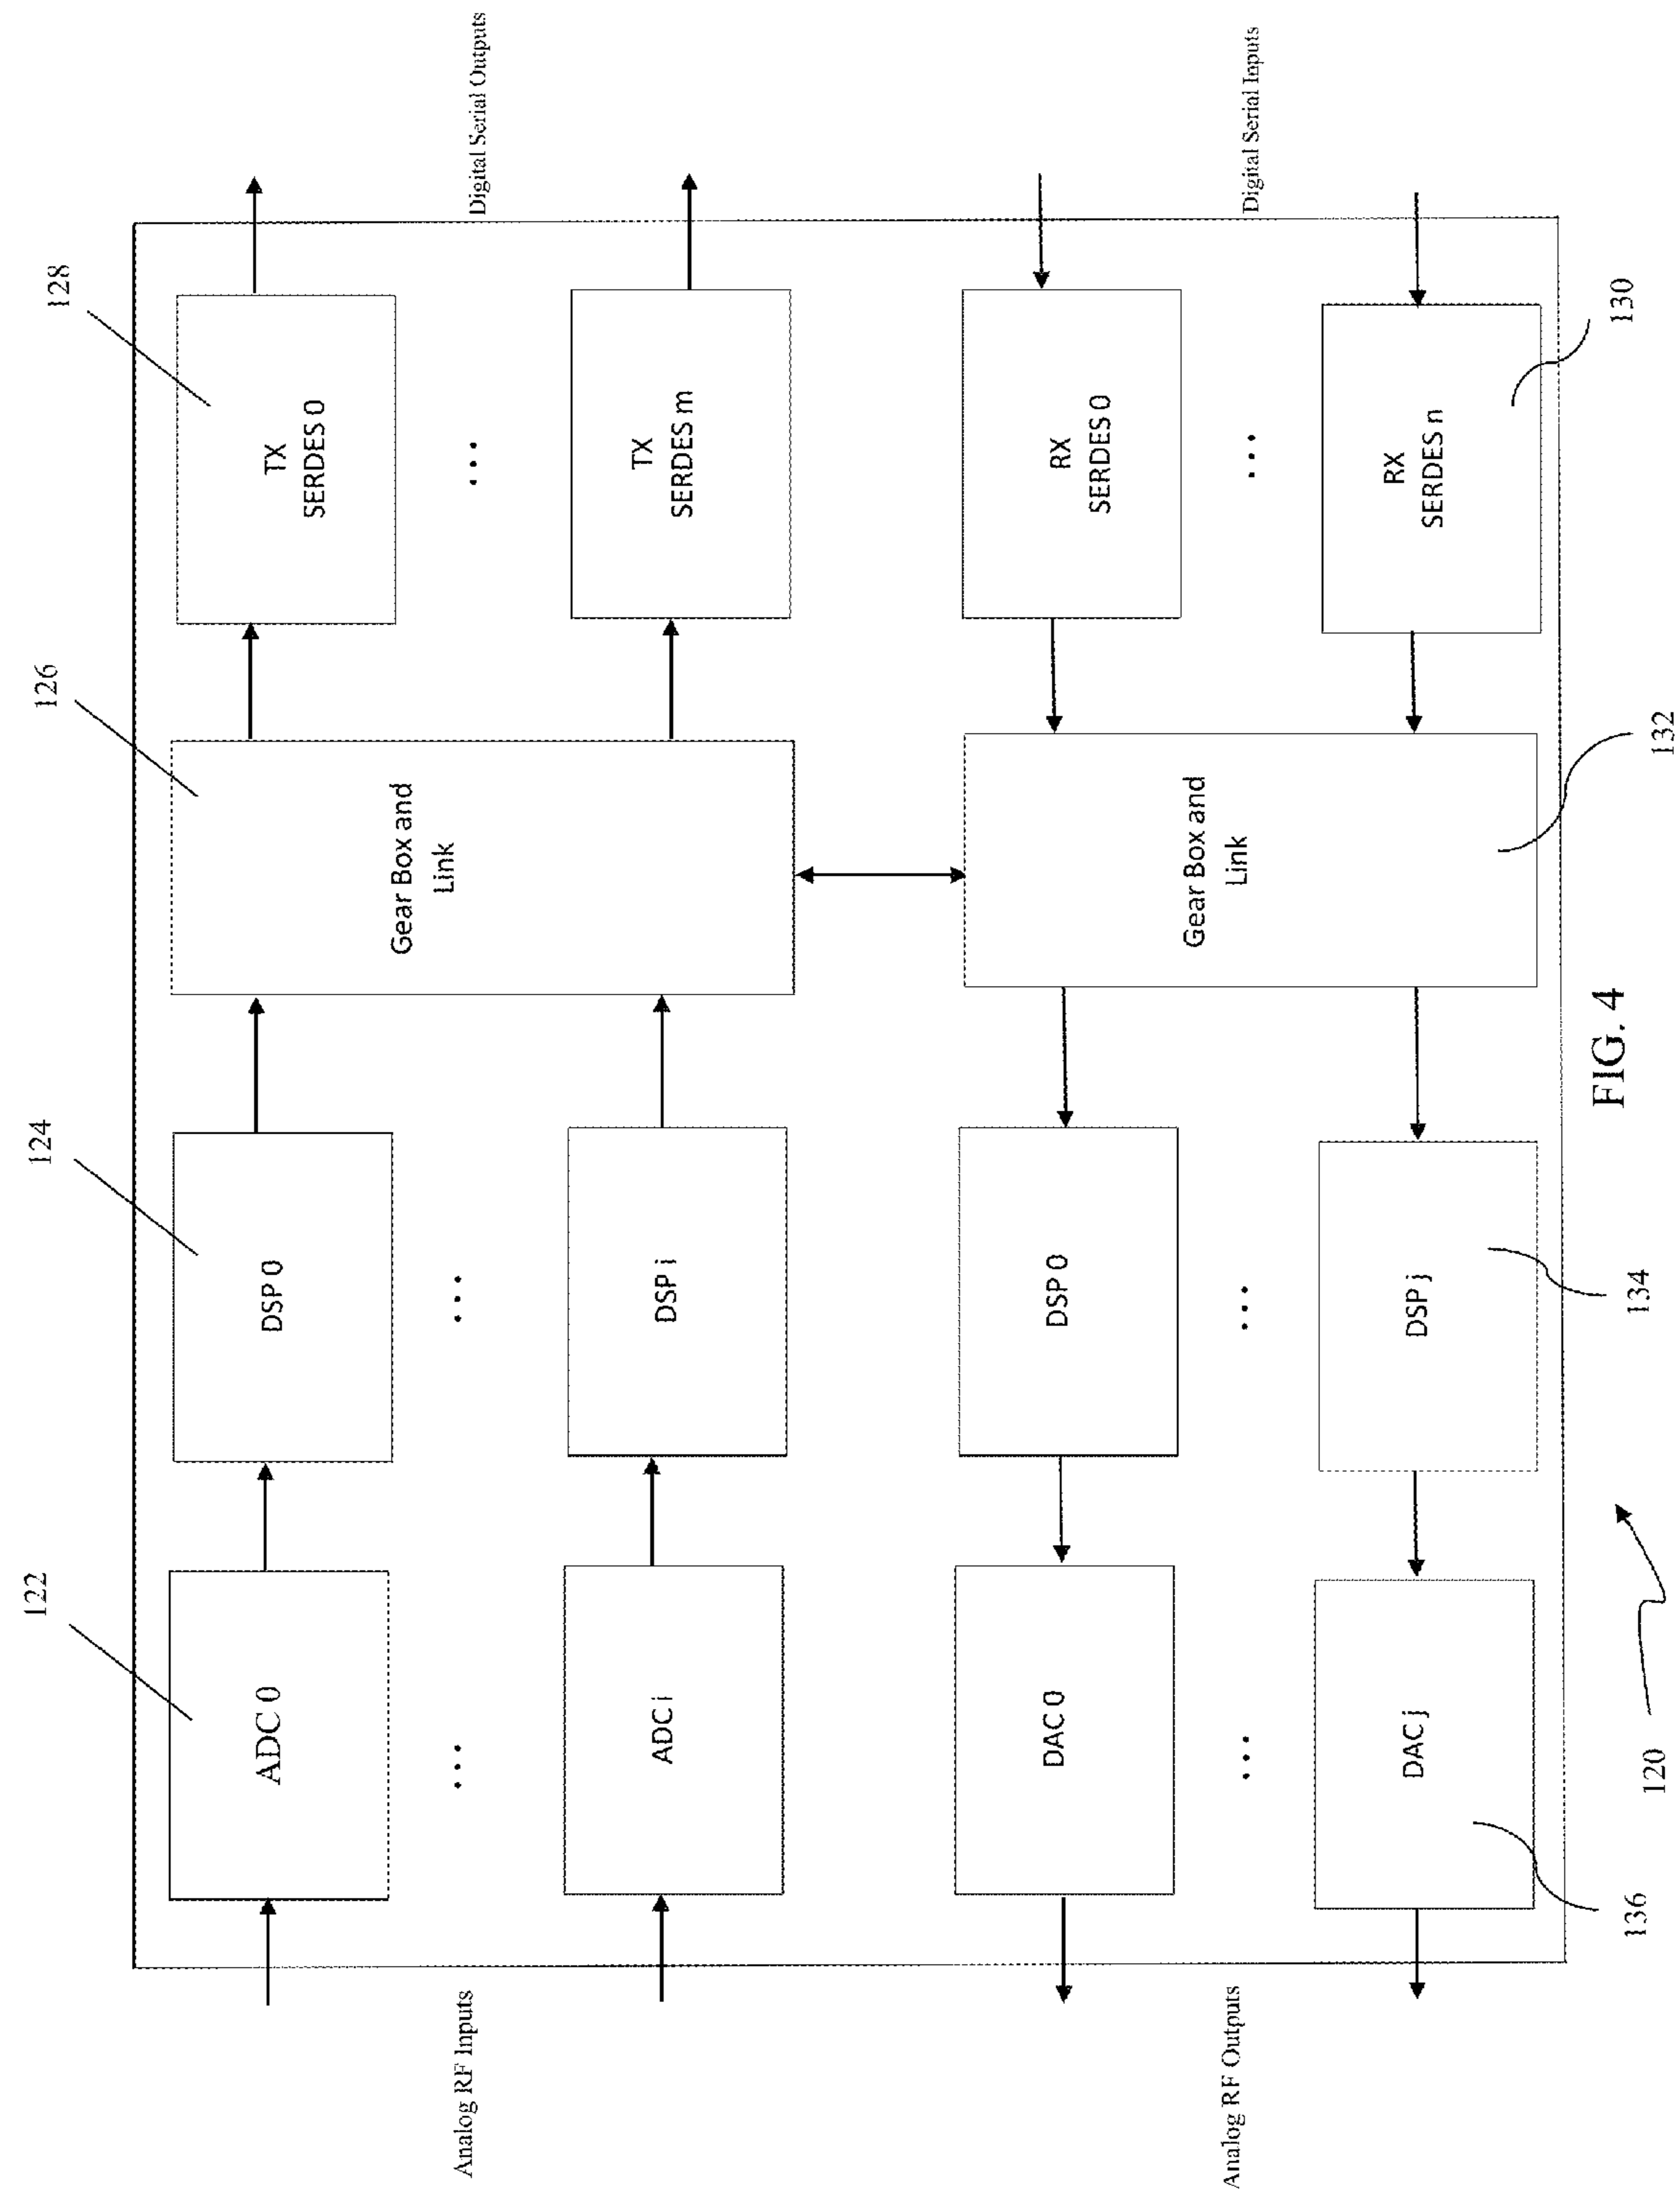 122
124
126
128
Analog RF Inputs
ADC 0
DSP 0
Gear Box and
Link
TX
SERDES 0
Digital Serial Outputs
...
...
...
ADC i
DSP i
TX
SERDES m
Analog RF Outputs
DAC 0
DSP 0
Gear Box and
Link
RX
SERDES 0
Digital Serial Inputs
...
...
...
DAC j
DSP j
RX
SERDES n
120
136
134
132
130
FIG. 4